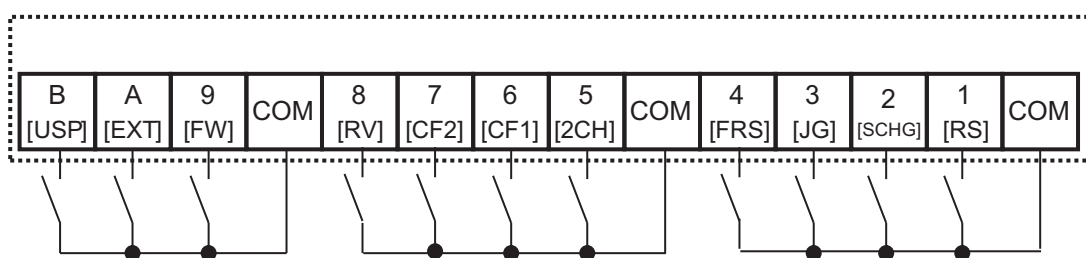 B A 9 COM 8 7 6 5 COM 4 3 2 1 COM
[USP] [EXT] [FW] [RV] [CF2] [CF1] [2CH] [FRS] [JG] [SCHG] [RS]